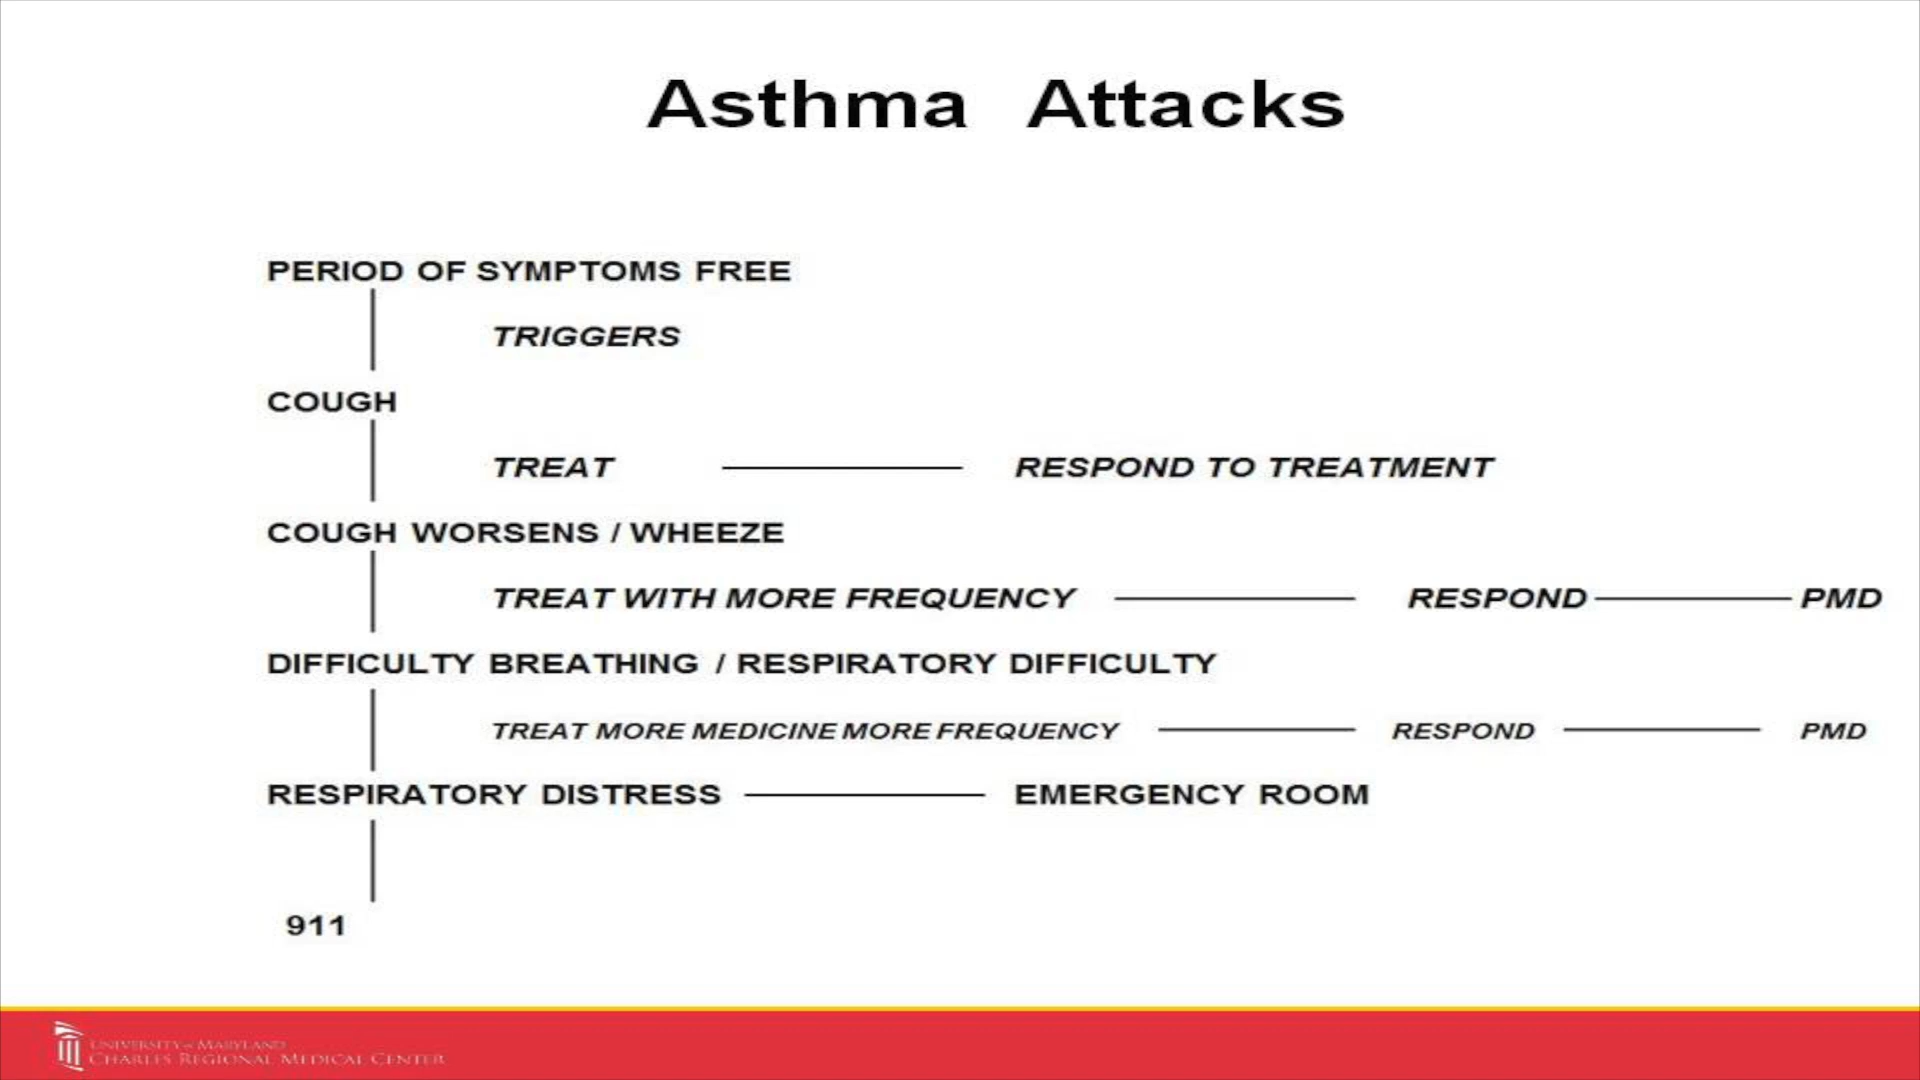 Asthma Attacks
PERIOD OF SYMPTOMS FREE
TRIGGERS
COUGH
TREAT RESPOND TO TREATMENT
COUGH WORSENS / WHEEZE
TREAT WITH MORE FREQUENCY RESPOND PMD
DIFFICULTY BREATHING / RESPIRATORY DIFFICULTY
TREAT MORE MEDICINE MORE FREQUENCY RESPOND PMD
RESPIRATORY DISTRESS EMERGENCY ROOM
911
UNIVERSITY of MARYLAND
CHARLES REGIONAL MEDICAL CENTER